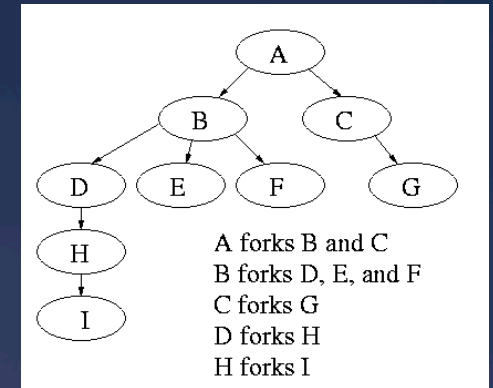 A
B
C
D
E
F
G
H
I
A forks B and C
B forks D, E, and F
C forks G
D forks H
H forks I